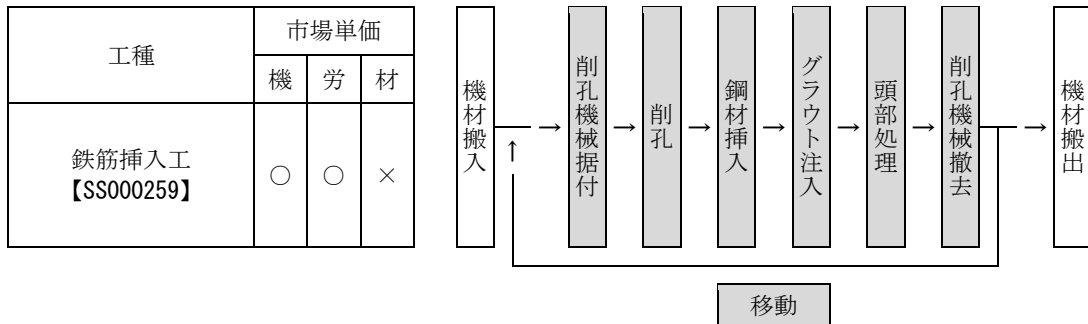 工種
市場単価
機 労 材
鉄筋挿入工
【SS000259】
○ ○ ×
機材搬入
→
↑
削孔機械据付
→
削孔
→
鋼材挿入
→
グラウト注入
→
頭部処理
→
削孔機械撤去
→
機材搬出
移動